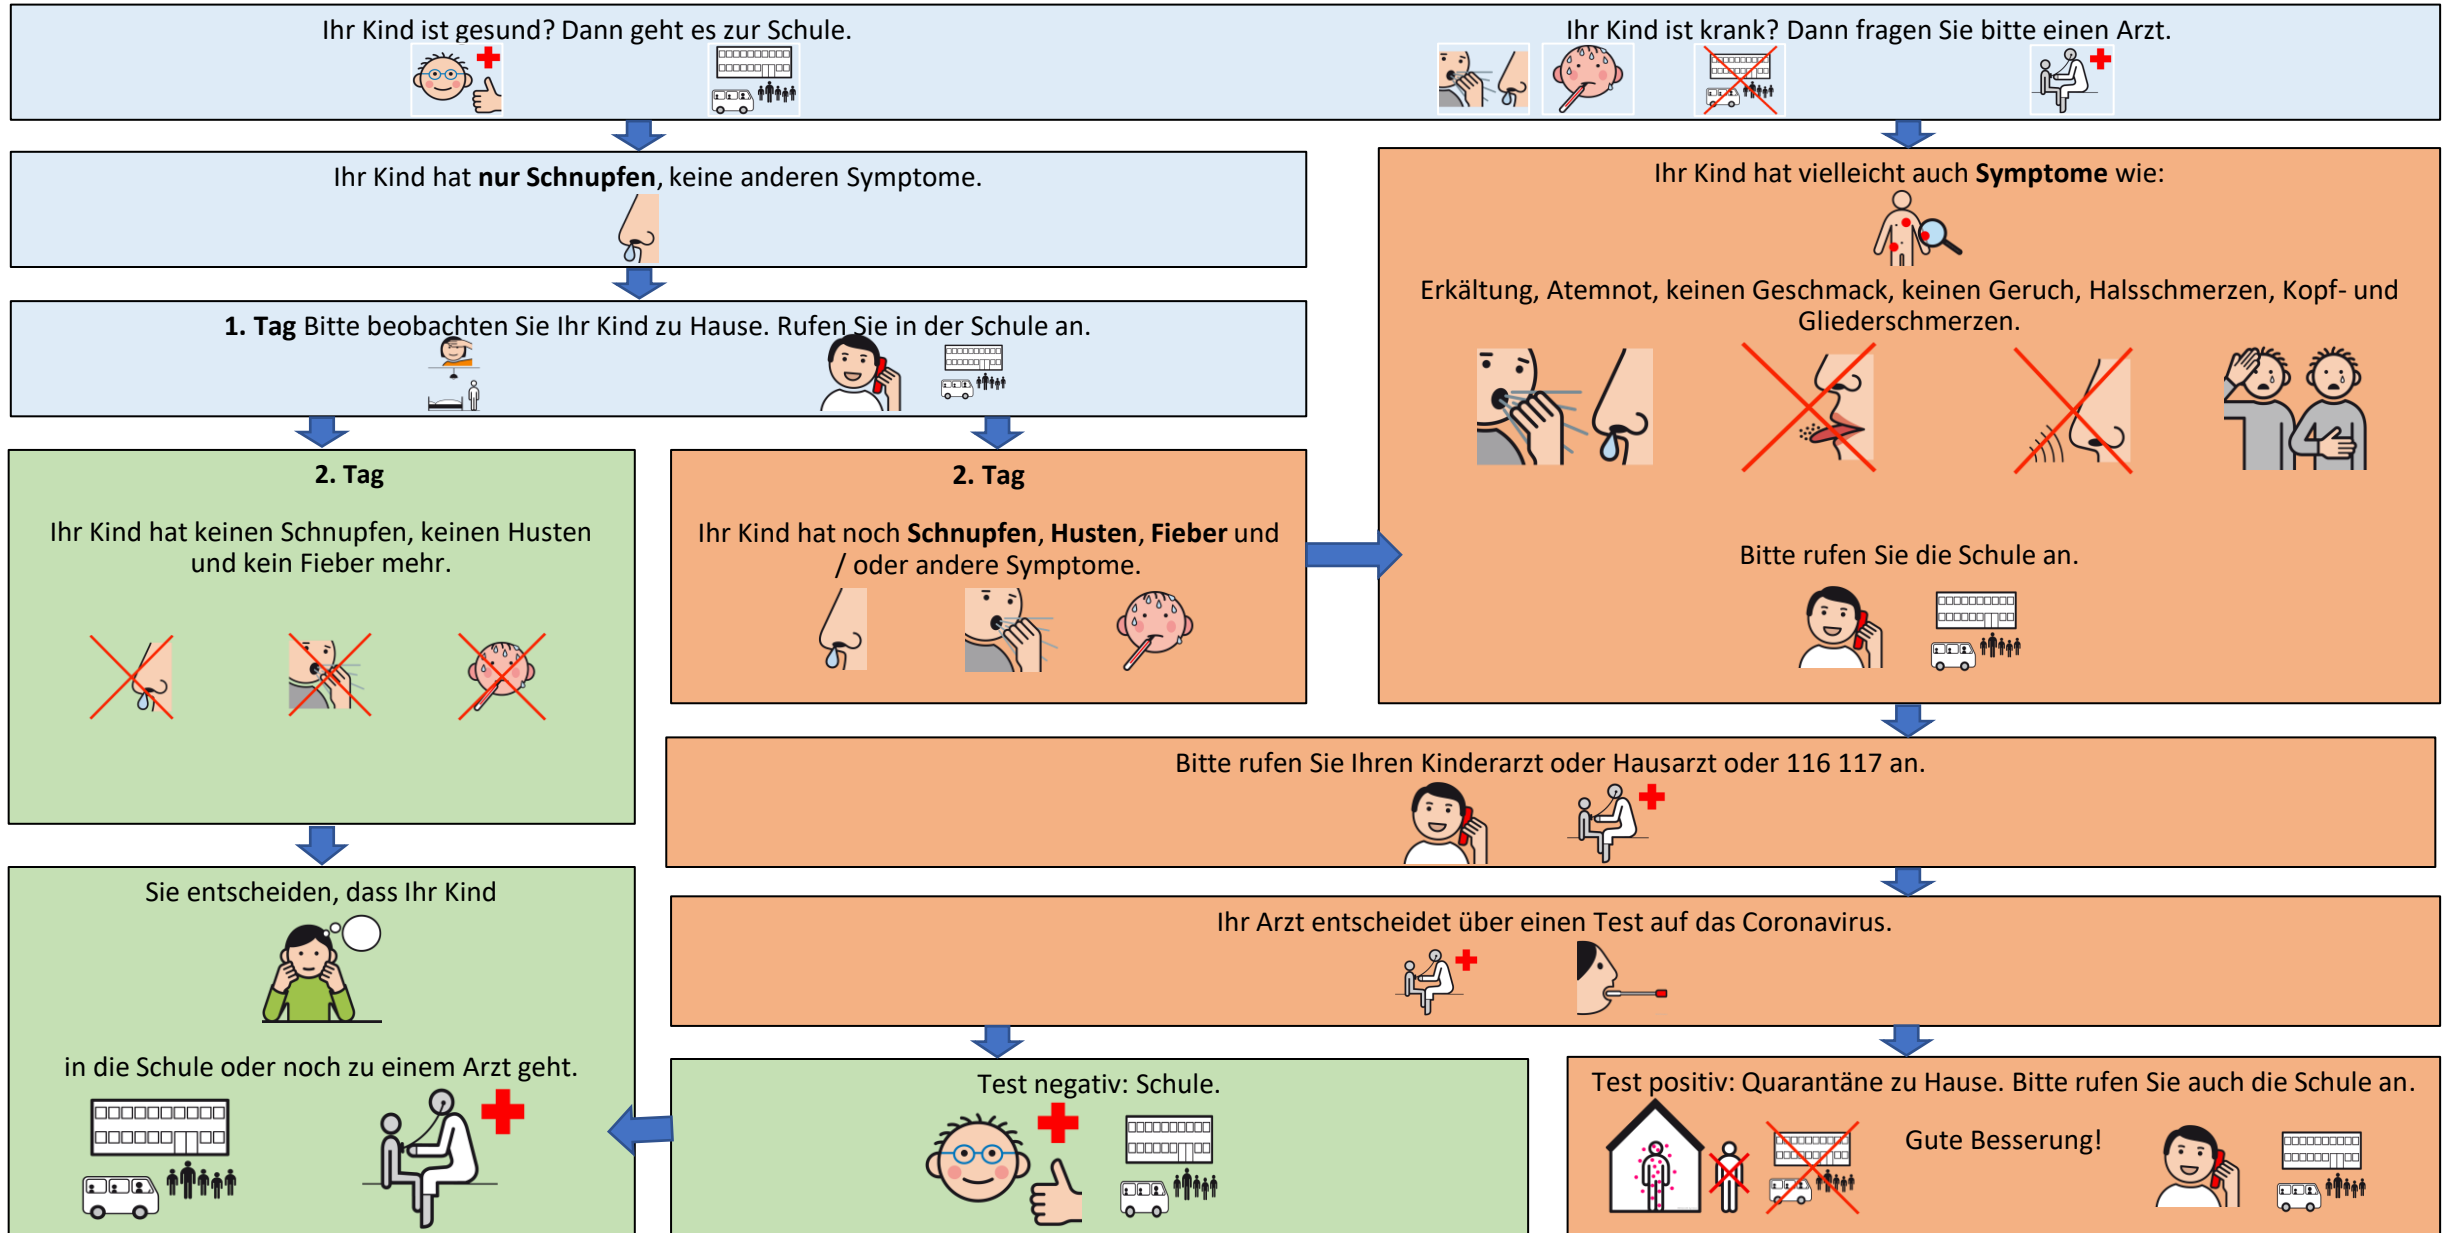 Ihr Kind ist gesund? Dann geht es zur Schule.
Ihr Kind ist krank? Dann fragen Sie bitte einen Arzt.
Ihr Kind hat nur Schnupfen, keine anderen Symptome.
1. Tag Bitte beobachten Sie Ihr Kind zu Hause. Rufen Sie in der Schule an.
2. Tag
Ihr Kind hat keinen Schnupfen, keinen Husten
und kein Fieber mehr.
2. Tag
Ihr Kind hat noch Schnupfen, Husten, Fieber und
/ oder andere Symptome.
Ihr Kind hat vielleicht auch Symptome wie:
Erkältung, Atemnot, keinen Geschmack, keinen Geruch, Halsschmerzen, Kopf- und
Gliederschmerzen.
Bitte rufen Sie die Schule an.
Bitte rufen Sie Ihren Kinderarzt oder Hausarzt oder 116 117 an.
Ihr Arzt entscheidet über einen Test auf das Coronavirus.
Sie entscheiden, dass Ihr Kind
in die Schule oder noch zu einem Arzt geht.
Test negativ: Schule.
Test positiv: Quarantäne zu Hause. Bitte rufen Sie auch die Schule an.
Gute Besserung!